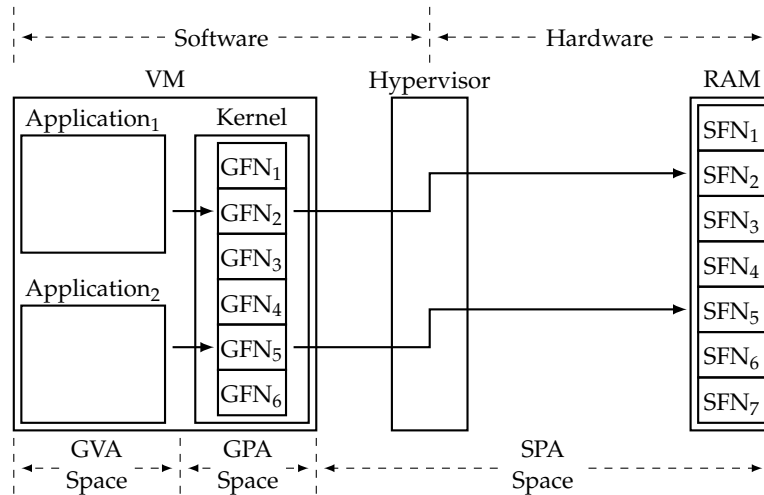 Software Hardware
VM Hypervisor RAM
Application₁ Kernel
GFN₁
GFN₂
GFN₃
GFN₄
GFN₅
GFN₆
Application₂
SFN₁
SFN₂
SFN₃
SFN₄
SFN₅
SFN₆
SFN₇
GVA GPA SPA
Space Space Space